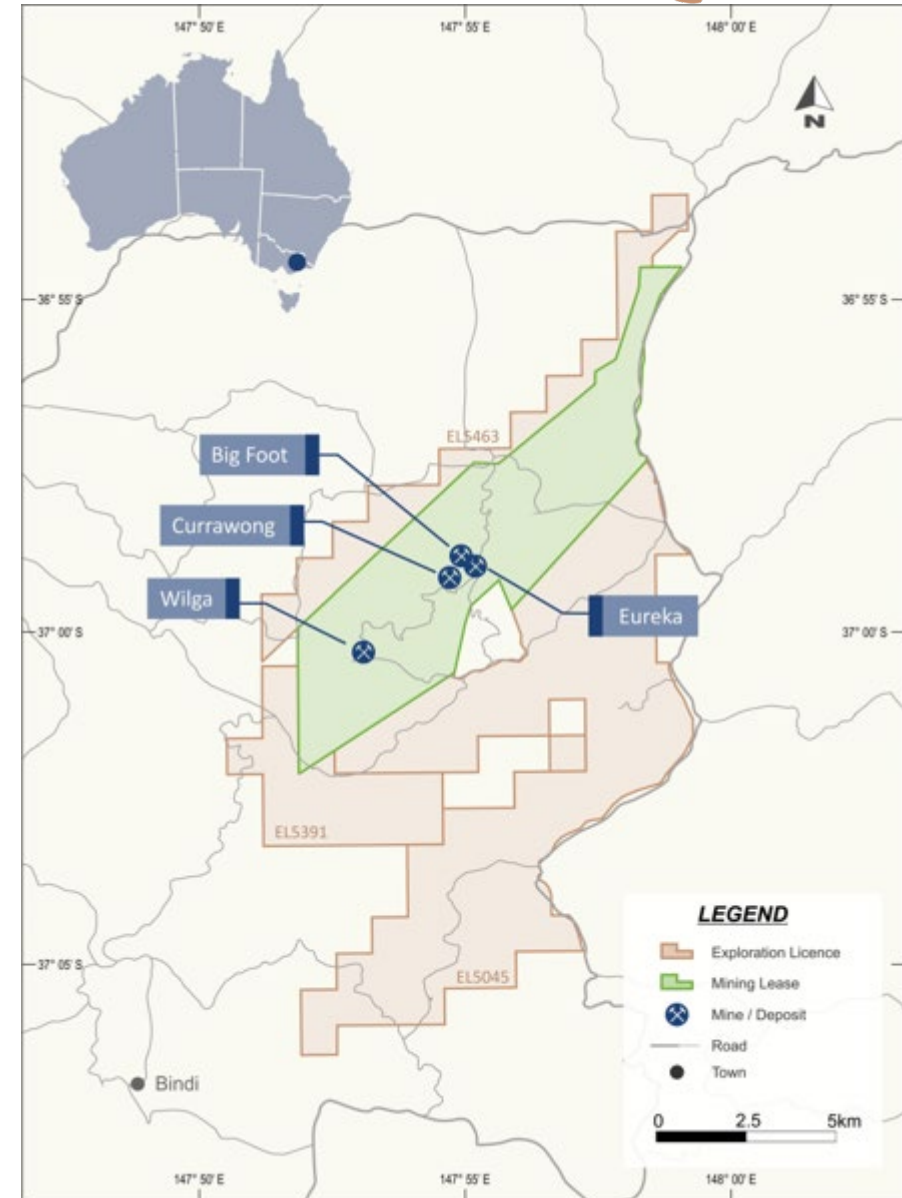 147° 50' E
147° 55' E
148° 00' E
N
36° 55' S
36° 55' S
EL5463
Big Foot
Currawong
Wilga
Eureka
37° 00' S
37° 00' S
EL5391
LEGEND
Exploration Licence
Mining Lease
Mine / Deposit
Road
Town
0 2.5 5km
37° 05' S
EL5045
Bindi
147° 50' E
147° 55' E
148° 00' E